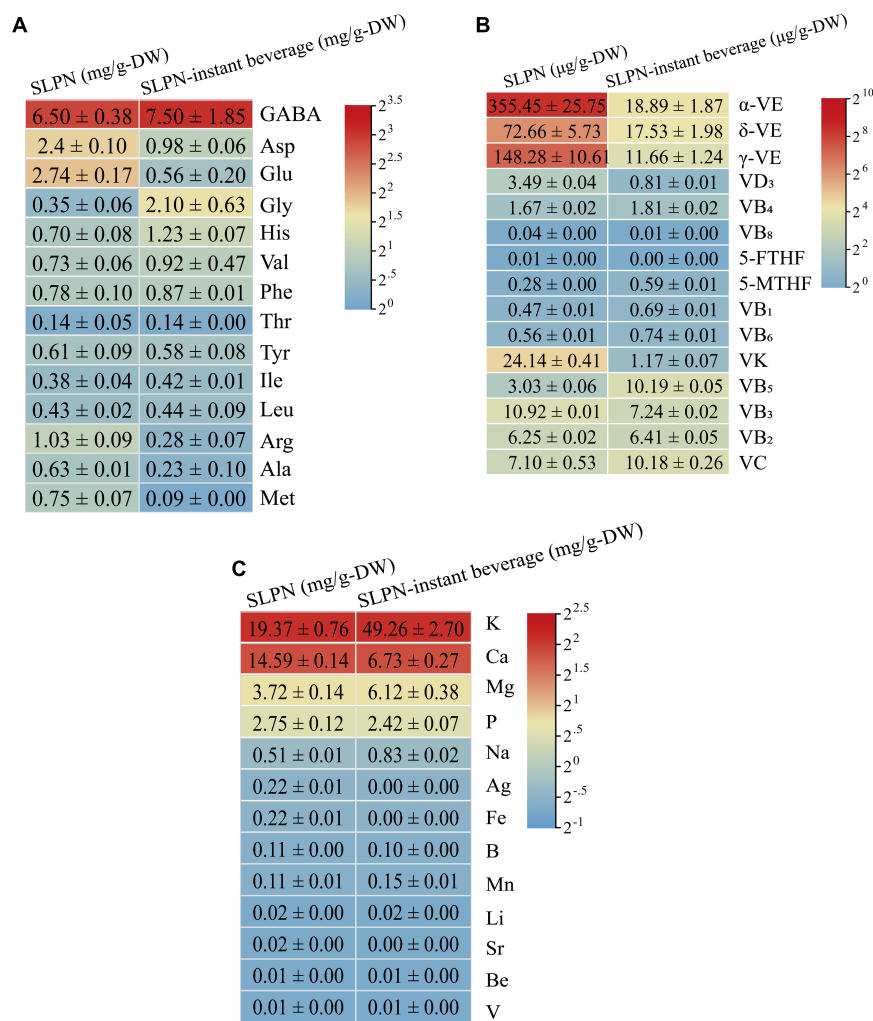 A
SLPN (mg/g-DW) SLPN-instant beverage (mg/g-DW)
6.50 ± 0.38 7.50 ± 1.85 GABA
2.4 ± 0.10 0.98 ± 0.06 Asp
2.74 ± 0.17 0.56 ± 0.20 Glu
0.35 ± 0.06 2.10 ± 0.63 Gly
0.70 ± 0.08 1.23 ± 0.07 His
0.73 ± 0.06 0.92 ± 0.47 Val
0.78 ± 0.10 0.87 ± 0.01 Phe
0.14 ± 0.05 0.14 ± 0.00 Thr
0.61 ± 0.09 0.58 ± 0.08 Tyr
0.38 ± 0.04 0.42 ± 0.01 Ile
0.43 ± 0.02 0.44 ± 0.09 Leu
1.03 ± 0.09 0.28 ± 0.07 Arg
0.63 ± 0.01 0.23 ± 0.10 Ala
0.75 ± 0.07 0.09 ± 0.00 Met
2^3.5
2^3
2^2.5
2^2
2^1.5
2^1
2^.5
2^0
B
SLPN (µg/g-DW) SLPN-instant beverage (µg/g-DW)
355.45 ± 25.75 18.89 ± 1.87 α-VE
72.66 ± 5.73 17.53 ± 1.98 δ-VE
148.28 ± 10.61 11.66 ± 1.24 γ-VE
3.49 ± 0.04 0.81 ± 0.01 VD₃
1.67 ± 0.02 1.81 ± 0.02 VB₄
0.04 ± 0.00 0.01 ± 0.00 VB₈
0.01 ± 0.00 0.00 ± 0.00 5-FTHF
0.28 ± 0.00 0.59 ± 0.01 5-MTHF
0.47 ± 0.01 0.69 ± 0.01 VB₁
0.56 ± 0.01 0.74 ± 0.01 VB₆
24.14 ± 0.41 1.17 ± 0.07 VK
3.03 ± 0.06 10.19 ± 0.05 VB₅
10.92 ± 0.01 7.24 ± 0.02 VB₃
6.25 ± 0.02 6.41 ± 0.05 VB₂
7.10 ± 0.53 10.18 ± 0.26 VC
2^10
2^8
2^6
2^4
2^2
2^0
C
SLPN (mg/g-DW) SLPN-instant beverage (mg/g-DW)
19.37 ± 0.76 49.26 ± 2.70 K
14.59 ± 0.14 6.73 ± 0.27 Ca
3.72 ± 0.14 6.12 ± 0.38 Mg
2.75 ± 0.12 2.42 ± 0.07 P
0.51 ± 0.01 0.83 ± 0.02 Na
0.22 ± 0.01 0.00 ± 0.00 Ag
0.22 ± 0.01 0.00 ± 0.00 Fe
0.11 ± 0.00 0.10 ± 0.00 B
0.11 ± 0.01 0.15 ± 0.01 Mn
0.02 ± 0.00 0.02 ± 0.00 Li
0.02 ± 0.00 0.00 ± 0.00 Sr
0.01 ± 0.00 0.01 ± 0.00 Be
0.01 ± 0.00 0.01 ± 0.00 V
2^2.5
2^2
2^1.5
2^1
2^.5
2^0
2^-.5
2^-1